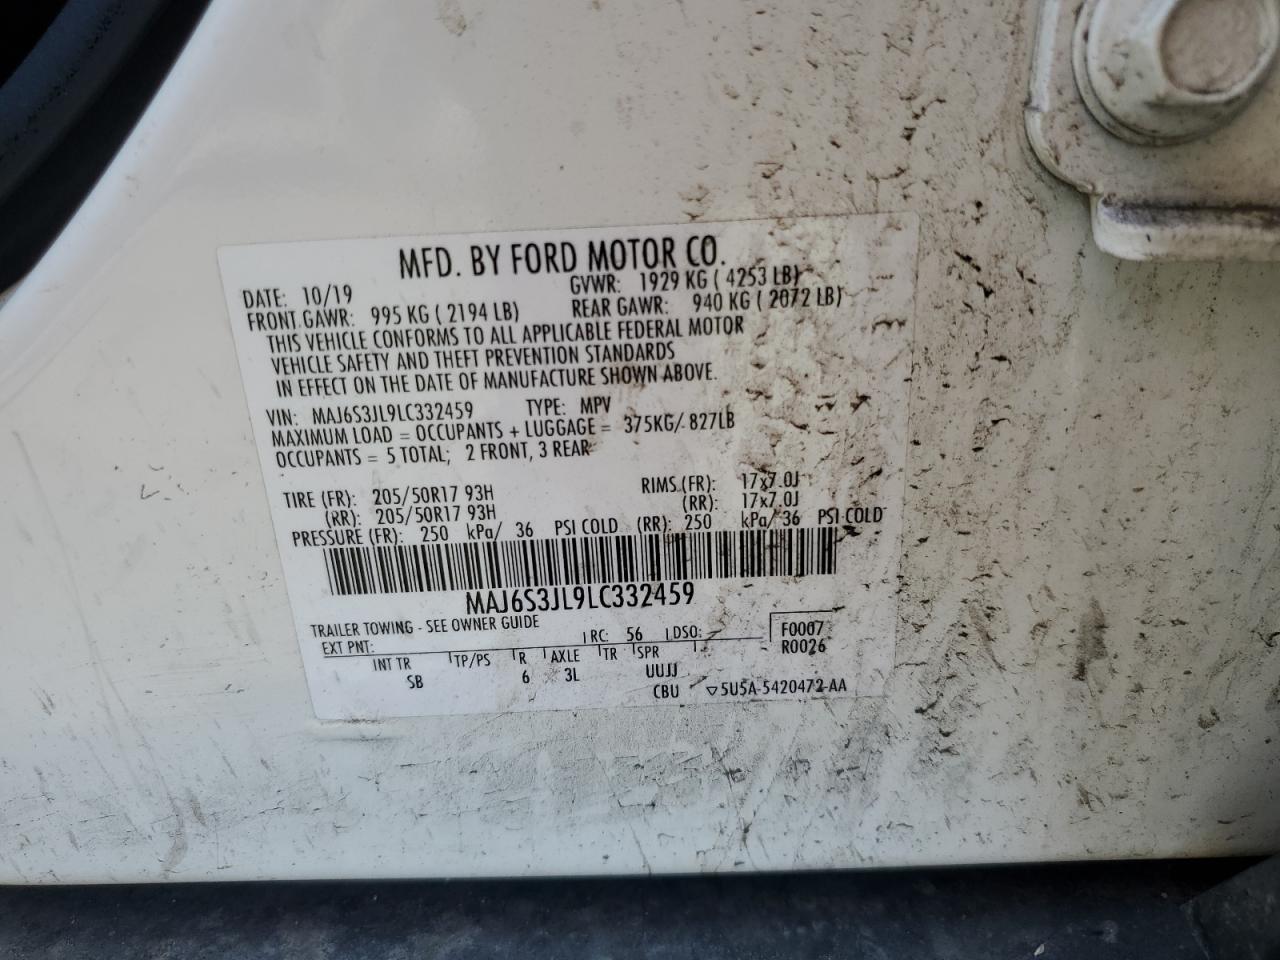 MFD. BY FORD MOTOR CO.
DATE: 10/19 GVWR: 1929 KG ( 4253 LB)
FRONT GAWR: 995 KG ( 2194 LB) REAR GAWR: 940 KG ( 2072 LB)
THIS VEHICLE CONFORMS TO ALL APPLICABLE FEDERAL MOTOR
VEHICLE SAFETY AND THEFT PREVENTION STANDARDS
IN EFFECT ON THE DATE OF MANUFACTURE SHOWN ABOVE.
VIN: MAJ6S3JL9LC332459 TYPE: MPV
MAXIMUM LOAD = OCCUPANTS + LUGGAGE = 375KG/ 827LB
OCCUPANTS = 5 TOTAL; 2 FRONT, 3 REAR
TIRE (FR): 205/50R17 93H RIMS (FR): 17x7.0J
(RR): 205/50R17 93H (RR): 17x7.0J
PRESSURE (FR): 250 kPa/ 36 PSI COLD (RR): 250 kPa/ 36 PSI COLD
MAJ6S3JL9LC332459
TRAILER TOWING - SEE OWNER GUIDE
EXT PNT: RC: 56 DSO: F0007
R0026
INT TR TP/PS R AXLE TR SPR
SB 6 3L UUJJ
CBU ▽5U5A-5420472-AA